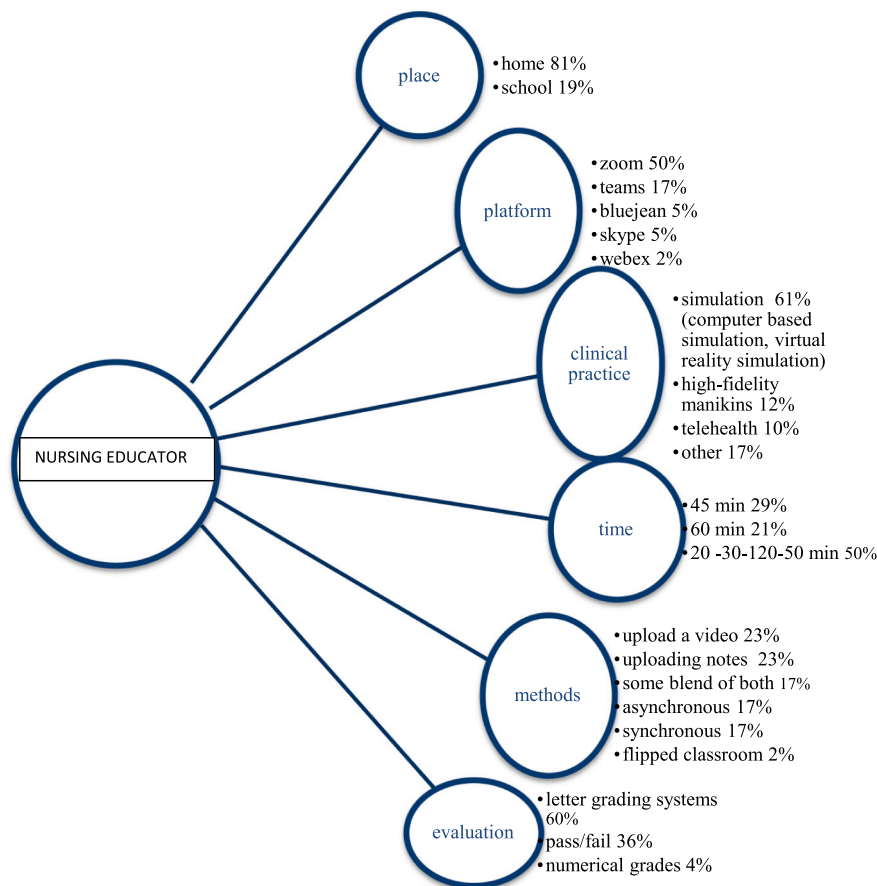 place
•home 81%
•school 19%
platform
•zoom 50%
•teams 17%
•bluejean 5%
•skype 5%
•webex 2%
clinical
practice
•simulation 61%
(computer based
simulation, virtual
reality simulation)
•high-fidelity
manikins 12%
•telehealth 10%
•other 17%
NURSING EDUCATOR
time
•45 min 29%
•60 min 21%
•20 -30-120-50 min 50%
methods
•upload a video 23%
•uploading notes 23%
•some blend of both 17%
•asynchronous 17%
•synchronous 17%
•flipped classroom 2%
evaluation
•letter grading systems
60%
•pass/fail 36%
•numerical grades 4%